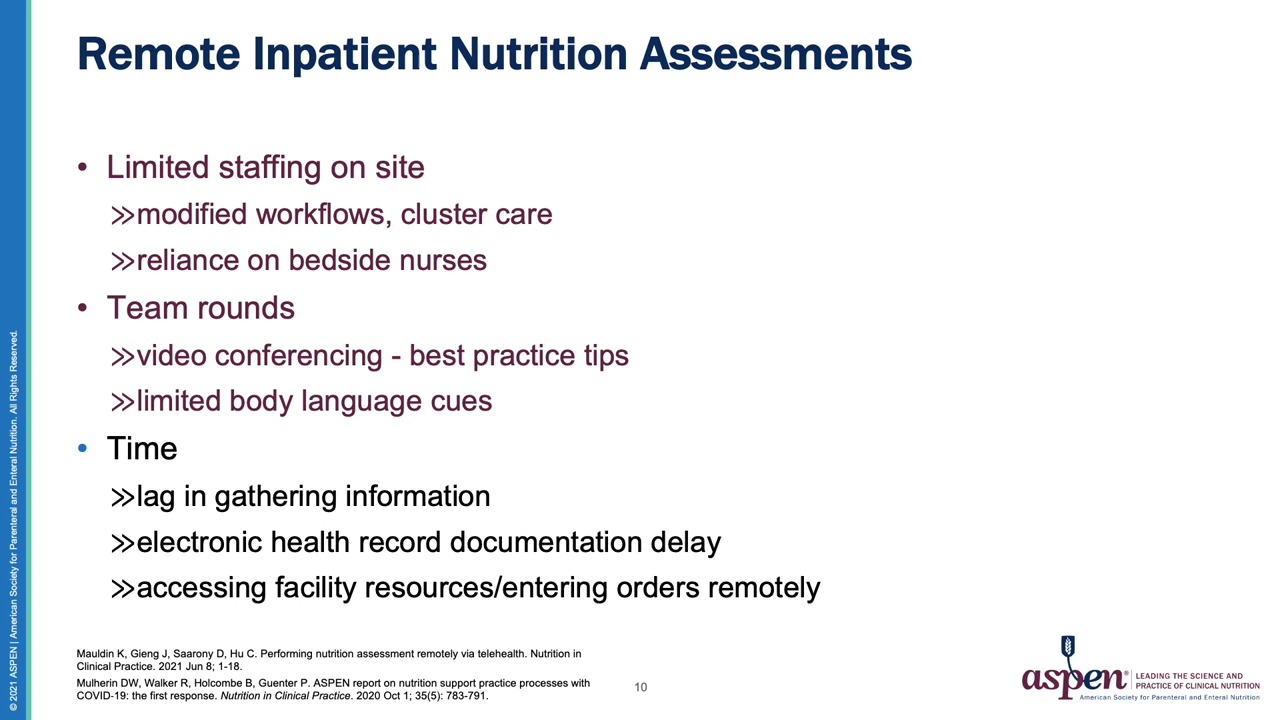 Remote Inpatient Nutrition Assessments
• Limited staffing on site
≫modified workflows, cluster care
≫reliance on bedside nurses
• Team rounds
≫video conferencing - best practice tips
≫limited body language cues
• Time
≫lag in gathering information
≫electronic health record documentation delay
≫accessing facility resources/entering orders remotely
Mauldin K, Gieng J, Saarony D, Hu C. Performing nutrition assessment remotely via telehealth. Nutrition in
Clinical Practice. 2021 Jun 8; 1-18.
Mulherin DW, Walker R, Holcombe B, Guenter P. ASPEN report on nutrition support practice processes with
COVID-19: the first response. Nutrition in Clinical Practice. 2020 Oct 1; 35(5): 783-791.
10
aspen®
LEADING THE SCIENCE AND
PRACTICE OF CLINICAL NUTRITION
American Society for Parenteral and Enteral Nutrition
© 2021 ASPEN | American Society for Parenteral and Enteral Nutrition. All Rights Reserved.